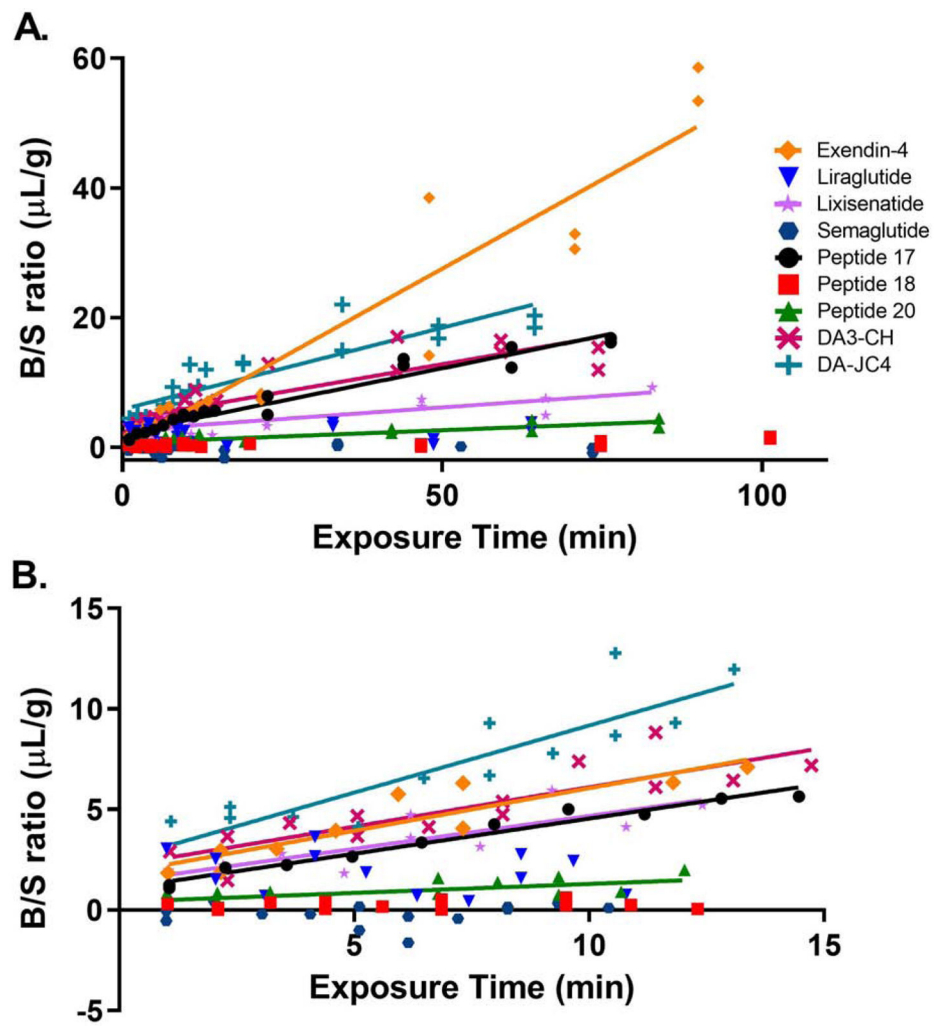 A.
60
40
20
0
B/S ratio (μL/g)
0 50 100
Exposure Time (min)
Exendin-4
Liraglutide
Lixisenatide
Semaglutide
Peptide 17
Peptide 18
Peptide 20
DA3-CH
DA-JC4
B.
15
10
5
0
-5
B/S ratio (μL/g)
5 10 15
Exposure Time (min)